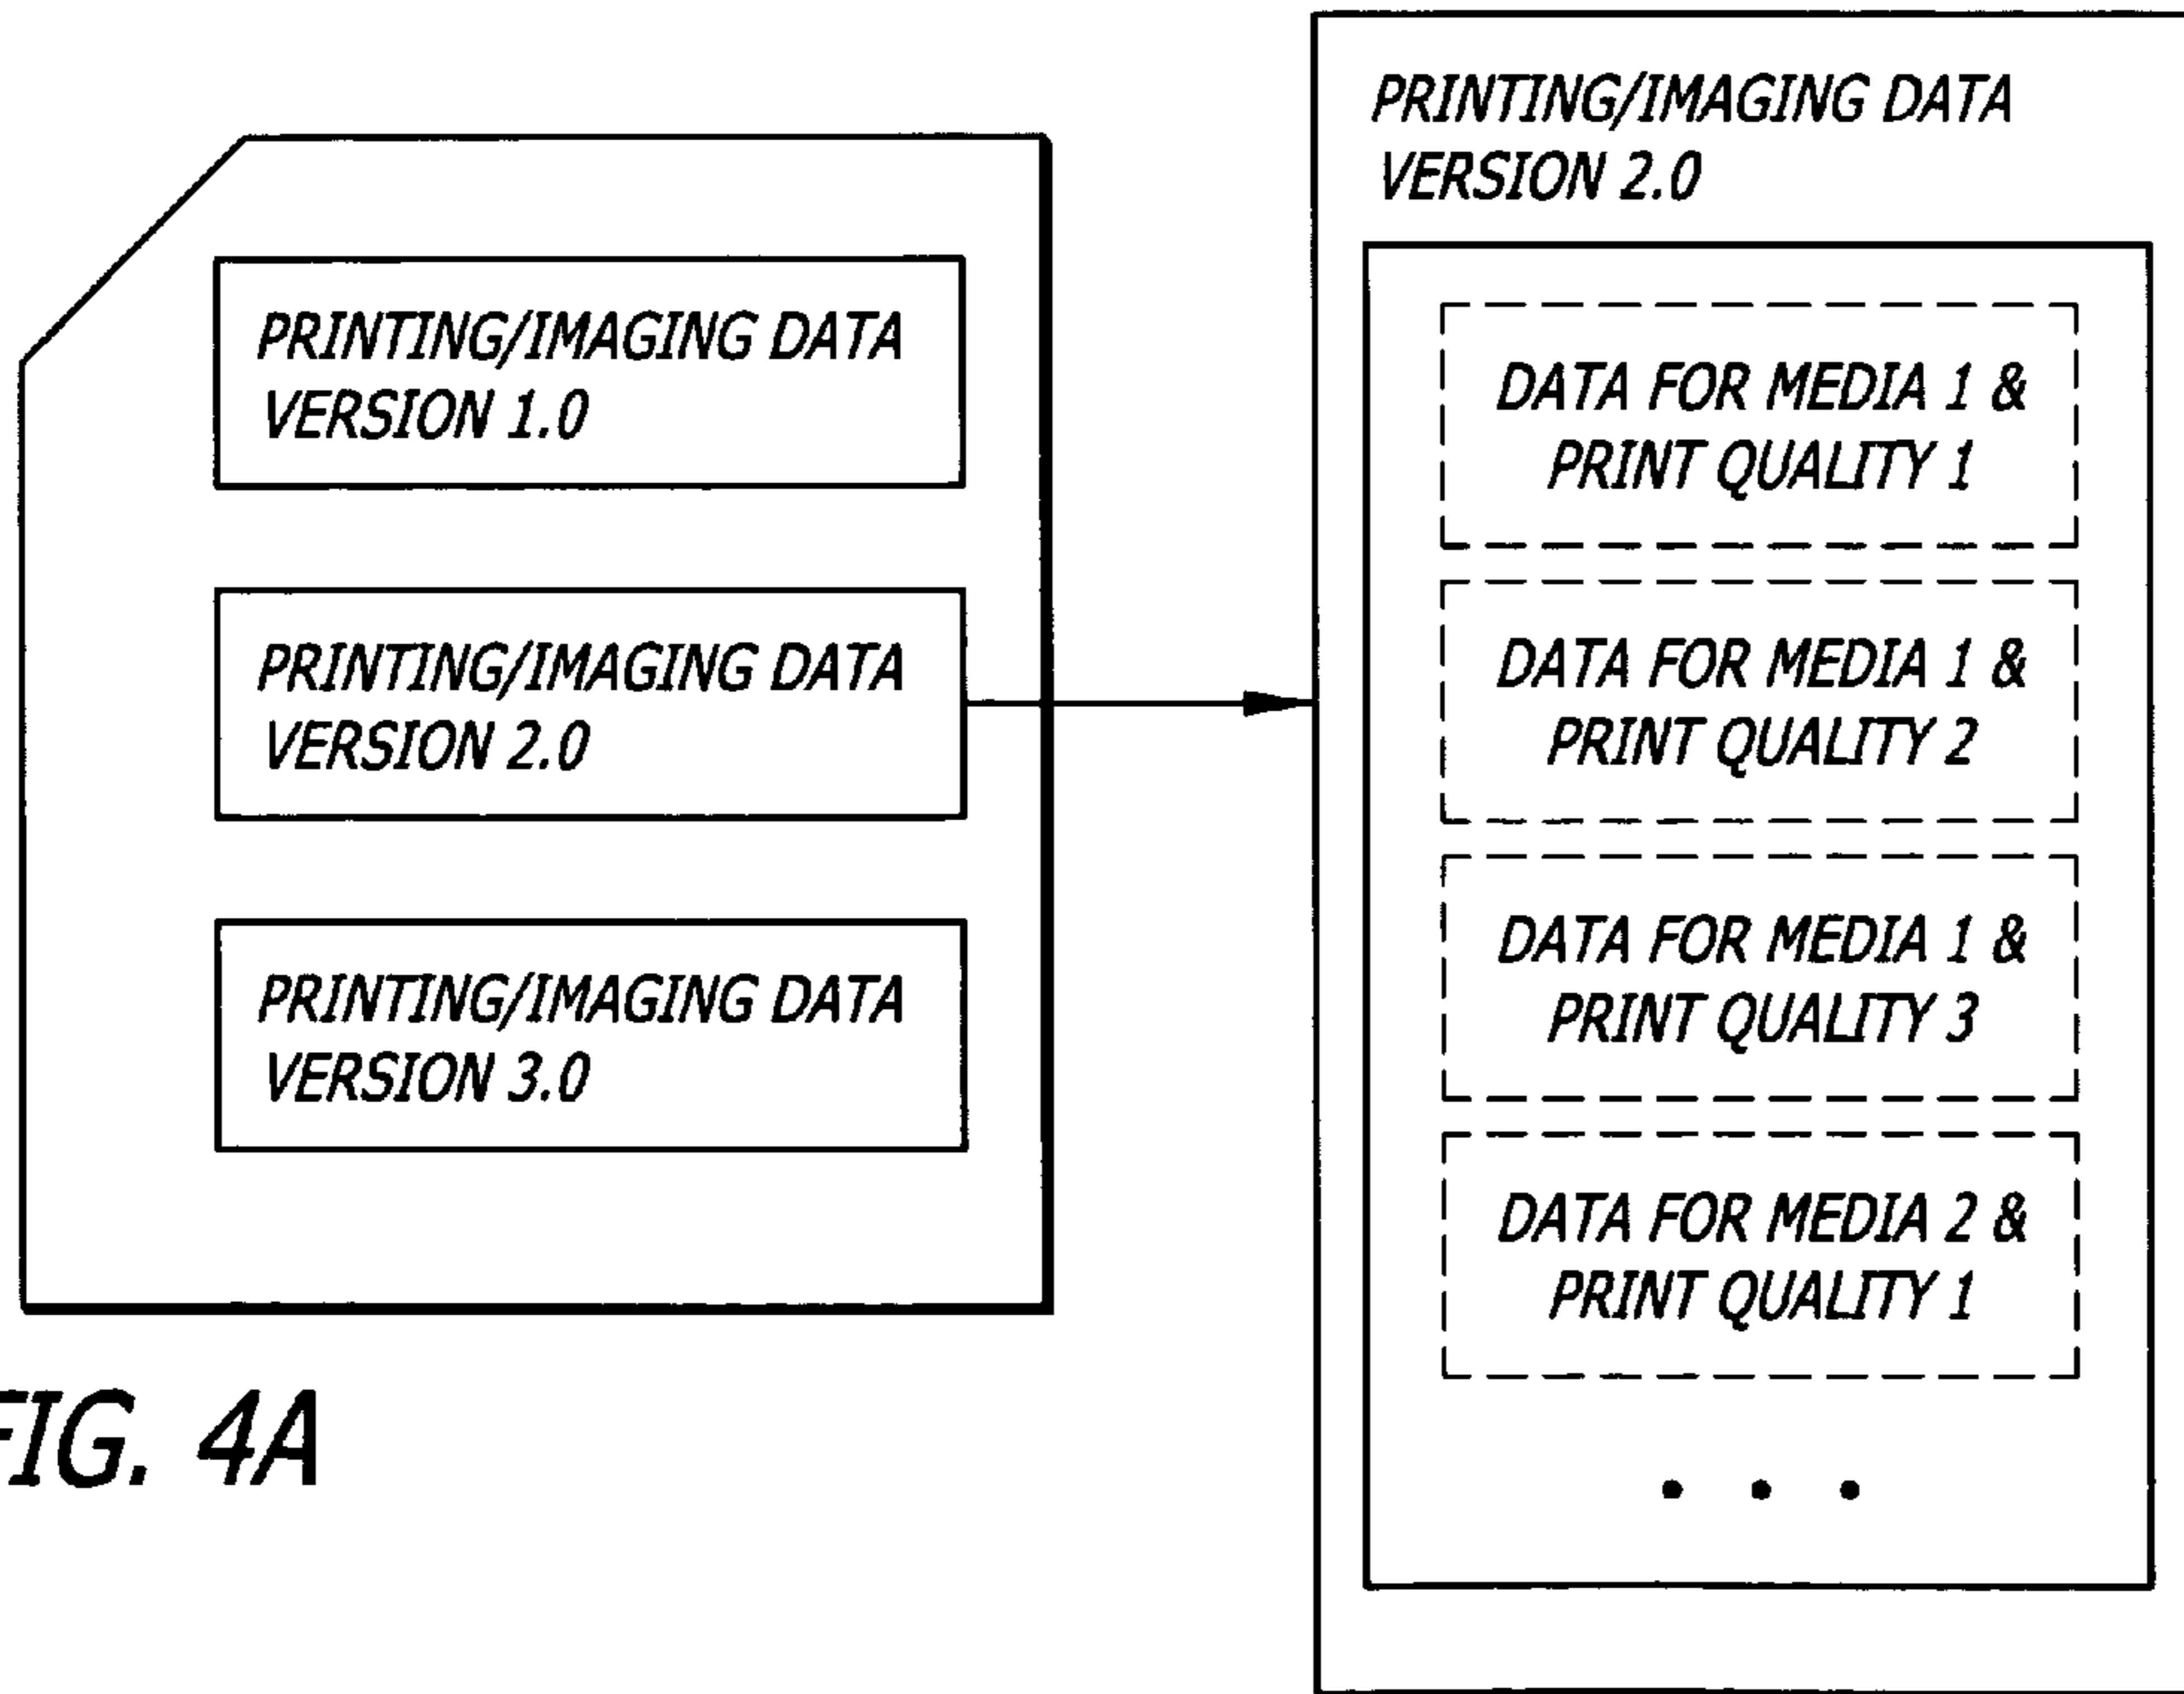 PRINTING/IMAGING DATA
VERSION 1.0
PRINTING/IMAGING DATA
VERSION 2.0
PRINTING/IMAGING DATA
VERSION 3.0
FIG. 4A
PRINTING/IMAGING DATA
VERSION 2.0
DATA FOR MEDIA 1 &
PRINT QUALITY 1
DATA FOR MEDIA 1 &
PRINT QUALITY 2
DATA FOR MEDIA 1 &
PRINT QUALITY 3
DATA FOR MEDIA 2 &
PRINT QUALITY 1
• • •